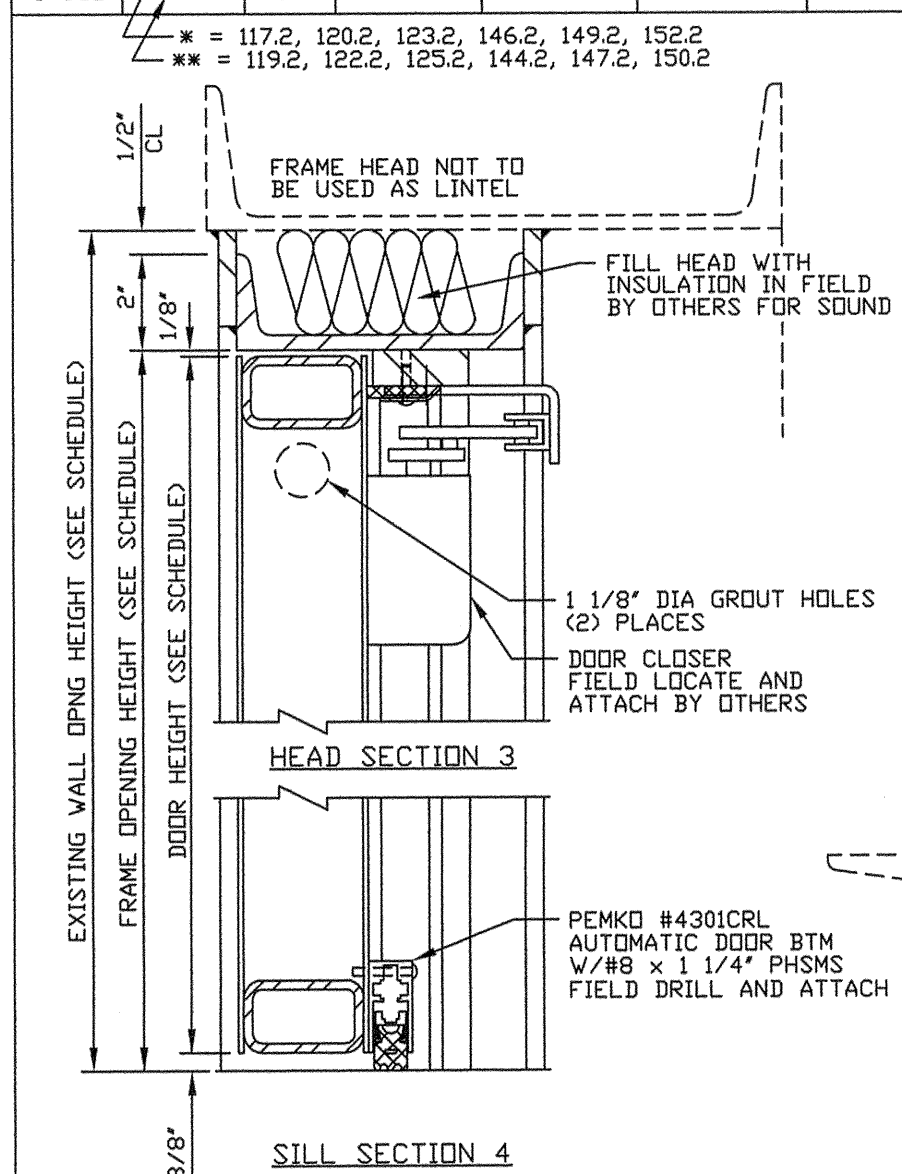 * = 117.2, 120.2, 123.2, 146.2, 149.2, 152.2
** = 119.2, 122.2, 125.2, 144.2, 147.2, 150.2
1/2"
CL
FRAME HEAD NOT TO
BE USED AS LINTEL
FILL HEAD WITH
INSULATION IN FIELD
BY OTHERS FOR SOUND
2"
1/8"
EXISTING WALL OPNG HEIGHT (SEE SCHEDULE)
FRAME OPENING HEIGHT (SEE SCHEDULE)
DOOR HEIGHT (SEE SCHEDULE)
1 1/8" DIA GROUT HOLES
(2) PLACES
DOOR CLOSER
FIELD LOCATE AND
ATTACH BY OTHERS
HEAD SECTION 3
PEMKO #4301CRL
AUTOMATIC DOOR BTM
W/#8 x 1 1/4" PHSMS
FIELD DRILL AND ATTACH
3/8"
SILL SECTION 4